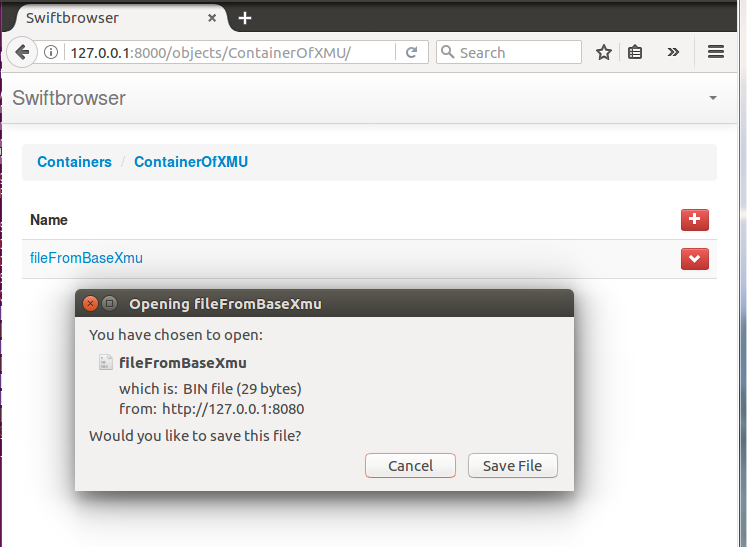 Swiftbrowser
127.0.0.1:8000/objects/ContainerOfXMU/
Search
Swiftbrowser
Containers / ContainerOfXMU
Name
fileFromBaseXmu
Opening fileFromBaseXmu
You have chosen to open:
fileFromBaseXmu
which is: BIN file (29 bytes)
from: http://127.0.0.1:8080
Would you like to save this file?
Cancel Save File